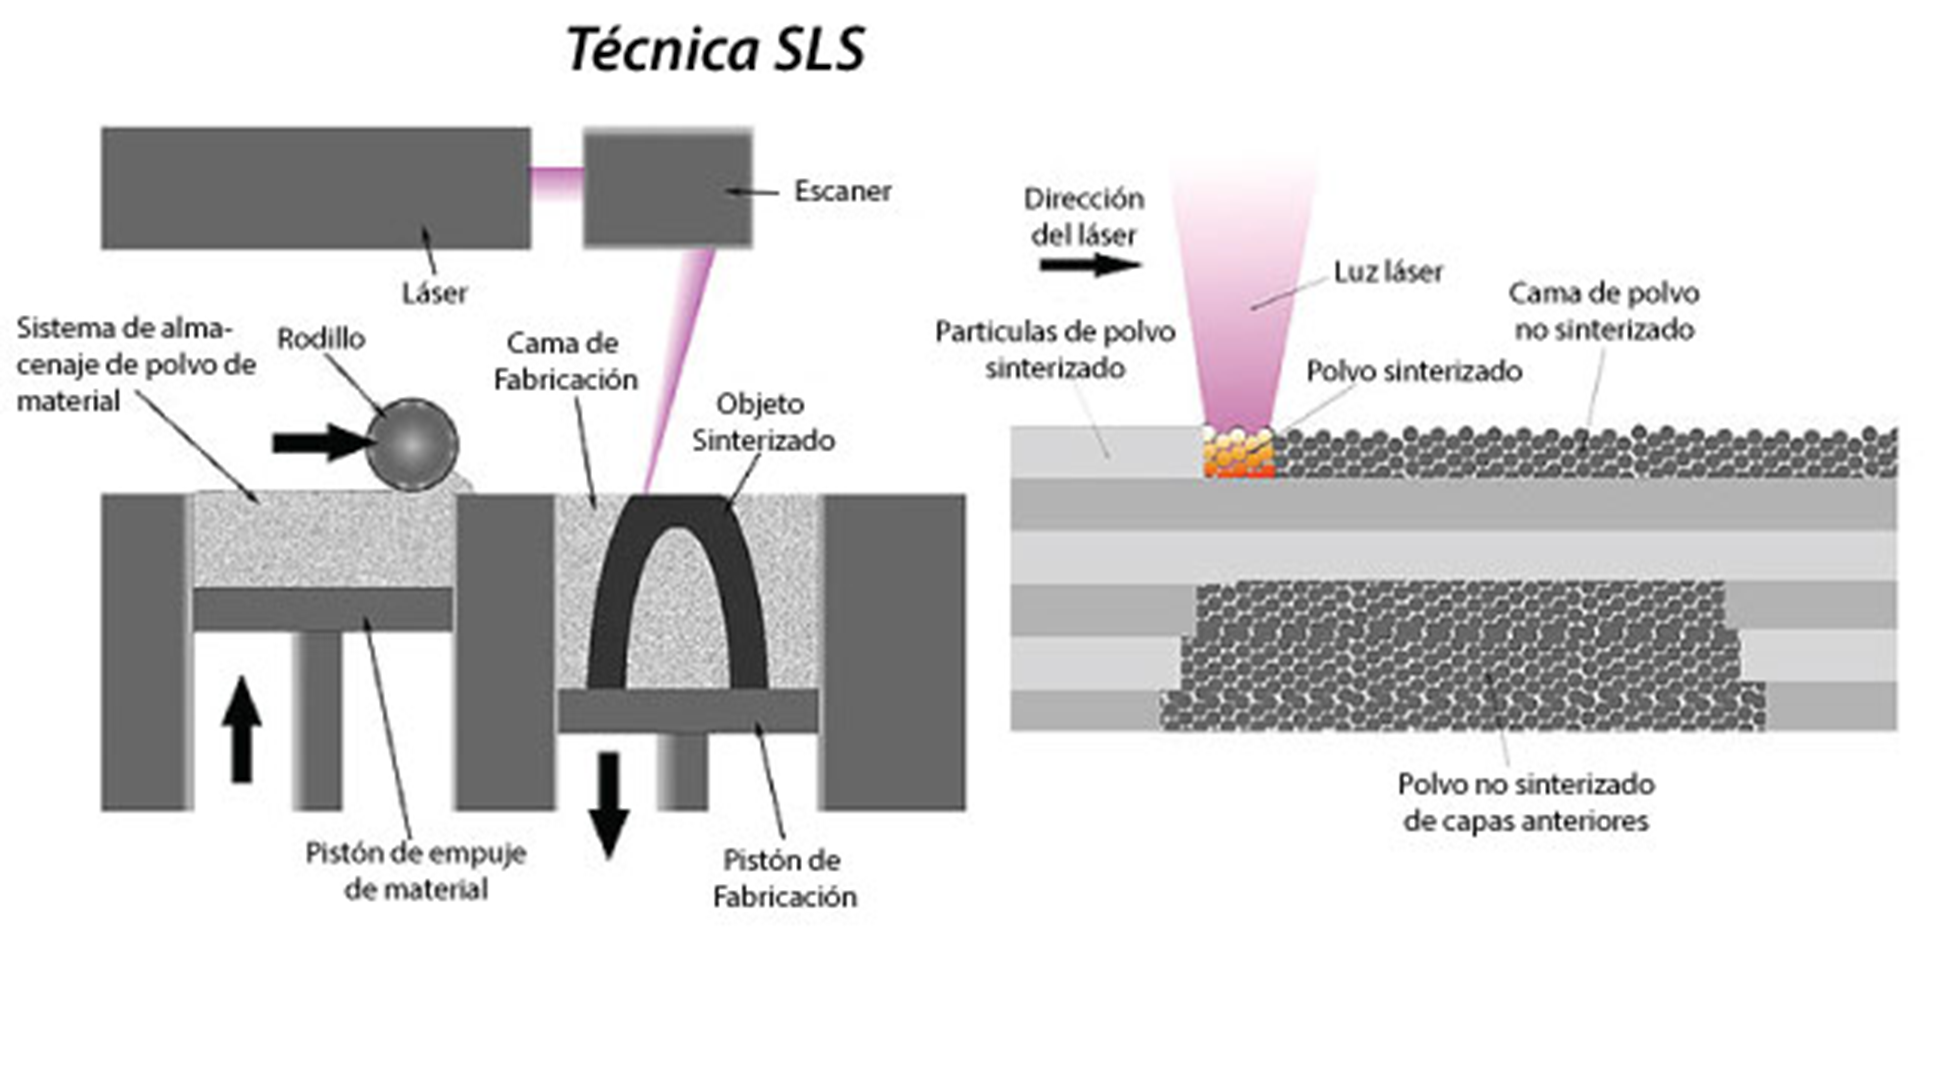 Técnica SLS
Escaner
Láser
Sistema de alma-
cenaje de polvo de
material
Rodillo
Cama de
Fabricación
Objeto
Sinterizado
Pistón de empuje
de material
Pistón de
Fabricación
Dirección
del láser
Luz láser
Particulas de polvo
sinterizado
Polvo sinterizado
Cama de polvo
no sinterizado
Polvo no sinterizado
de capas anteriores